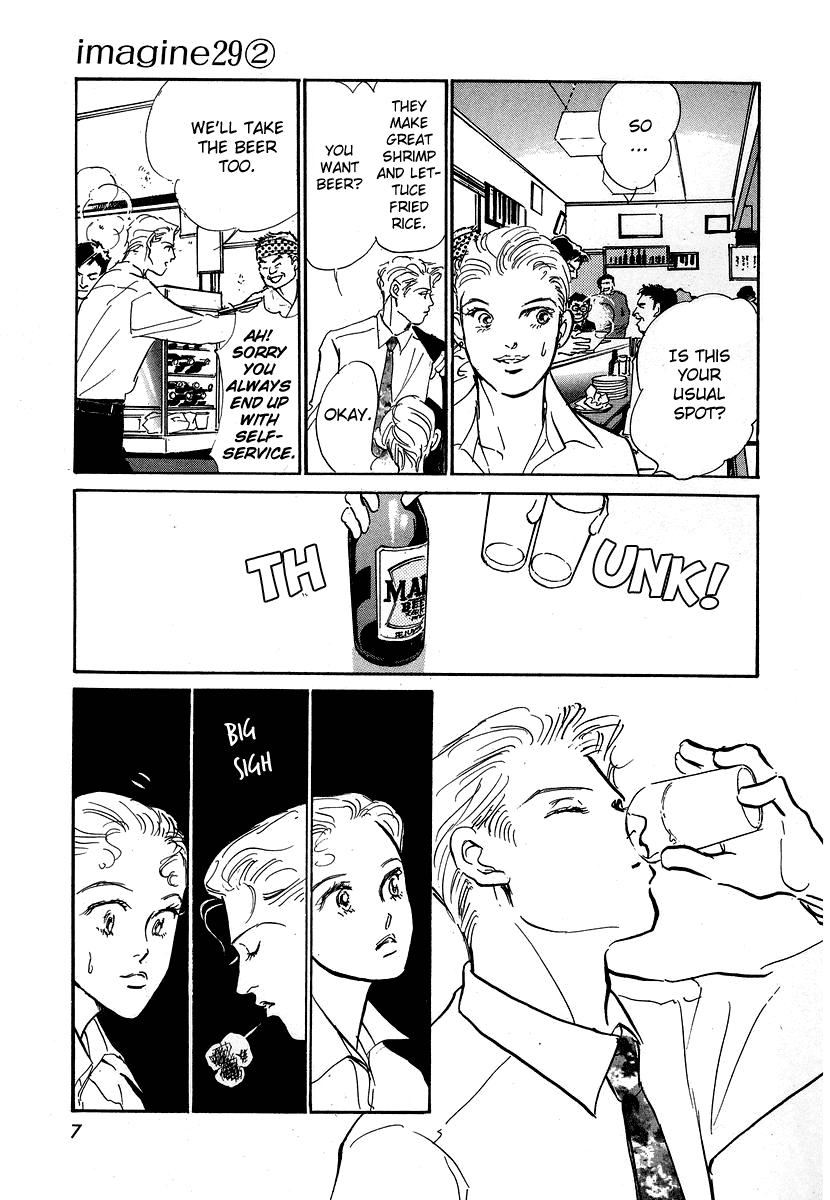 imagine29②
SO
...
IS THIS
YOUR
USUAL
SPOT?
THEY
MAKE
GREAT
SHRIMP
AND LET-
TUCE
FRIED
RICE.
YOU
WANT
BEER?
OKAY.
WE'LL TAKE
THE BEER
TOO.
AH!
SORRY
YOU
ALWAYS
END UP
WITH
SELF-
SERVICE.
TH
UNK!
BEE
BIG
SIGH
7